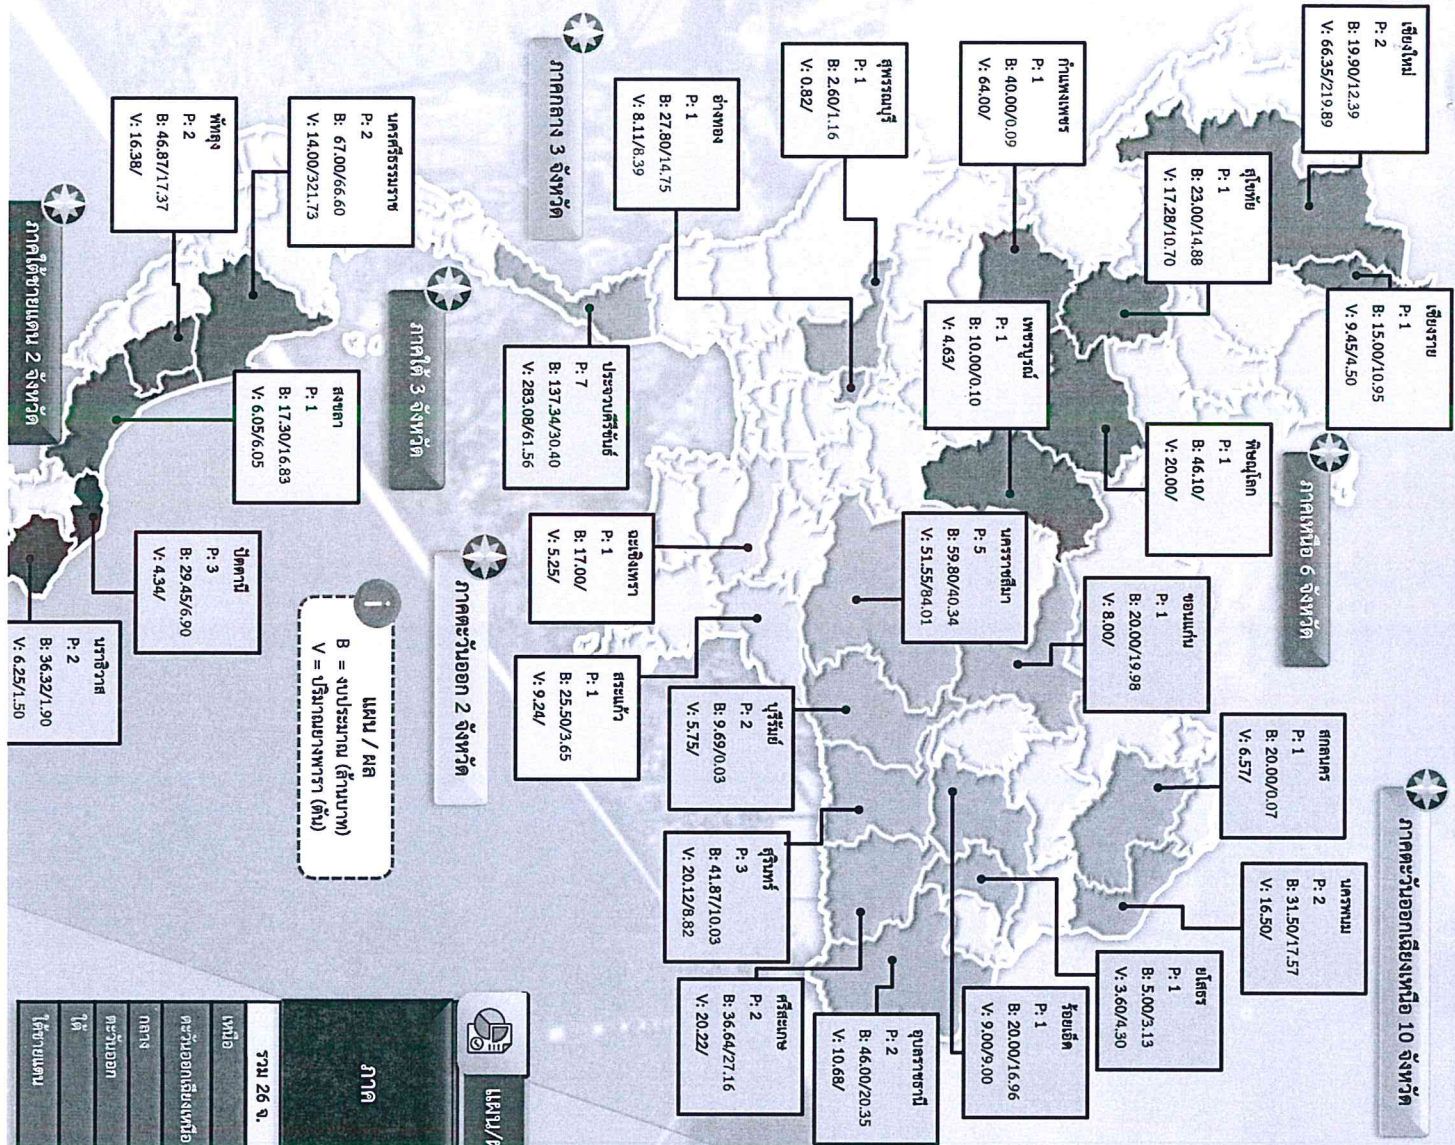 ภาคเหนือ 6 จังหวัด
เชียงใหม่
P: 2
B: 19.90/12.39
V: 66.35/219.89
เชียงราย
P: 1
B: 15.00/10.95
V: 9.45/4.50
สุโขทัย
P: 1
B: 23.00/14.88
V: 17.28/10.70
พิษณุโลก
P: 1
B: 46.10/
V: 20.00/
กำแพงเพชร
P: 1
B: 40.00/0.09
V: 64.00/
เพชรบูรณ์
P: 1
B: 10.00/0.10
V: 4.63/
ภาคตะวันออกเฉียงเหนือ 10 จังหวัด
สกลนคร
P: 1
B: 20.00/0.07
V: 6.57/
นครพนม
P: 2
B: 31.50/17.57
V: 16.50/
ขอนแก่น
P: 1
B: 20.00/19.98
V: 8.00/
ยโสธร
P: 1
B: 5.00/3.13
V: 3.60/4.30
ร้อยเอ็ด
P: 1
B: 20.00/16.96
V: 9.00/9.00
นครราชสีมา
P: 5
B: 59.80/40.34
V: 51.55/84.01
อุบลราชธานี
P: 2
B: 46.00/20.35
V: 10.68/
บุรีรัมย์
P: 2
B: 9.69/0.03
V: 5.75/
สุรินทร์
P: 3
B: 41.87/10.03
V: 20.12/8.82
ศรีสะเกษ
P: 2
B: 36.64/27.16
V: 20.22/
ภาคกลาง 3 จังหวัด
สุพรรณบุรี
P: 1
B: 2.60/1.16
V: 0.82/
อ่างทอง
P: 1
B: 27.80/14.75
V: 8.11/8.39
ประจวบคีรีขันธ์
P: 7
B: 137.34/30.40
V: 283.08/61.56
ภาคตะวันออก 2 จังหวัด
ฉะเชิงเทรา
P: 1
B: 17.00/
V: 5.25/
สระแก้ว
P: 1
B: 25.50/3.65
V: 9.24/
ภาคใต้ 3 จังหวัด
นครศรีธรรมราช
P: 2
B: 67.00/66.60
V: 14.00/321.73
พัทลุง
P: 2
B: 46.87/17.37
V: 16.38/
สงขลา
P: 1
B: 17.30/16.83
V: 6.05/6.05
ภาคใต้ชายแดน 2 จังหวัด
ปัตตานี
P: 3
B: 29.45/6.90
V: 4.34/
นราธิวาส
P: 2
B: 36.32/1.90
V: 6.25/1.50
i
แผน / ผล
B = งบประมาณ (ล้านบาท)
V = ปริมาณยางพารา (ตัน)
แผน/
ภาค
รวม 26 จ.
เหนือ
ตะวันออกเฉียงเหนือ
กลาง
ตะวันออก
ใต้
ใต้ชายแดน